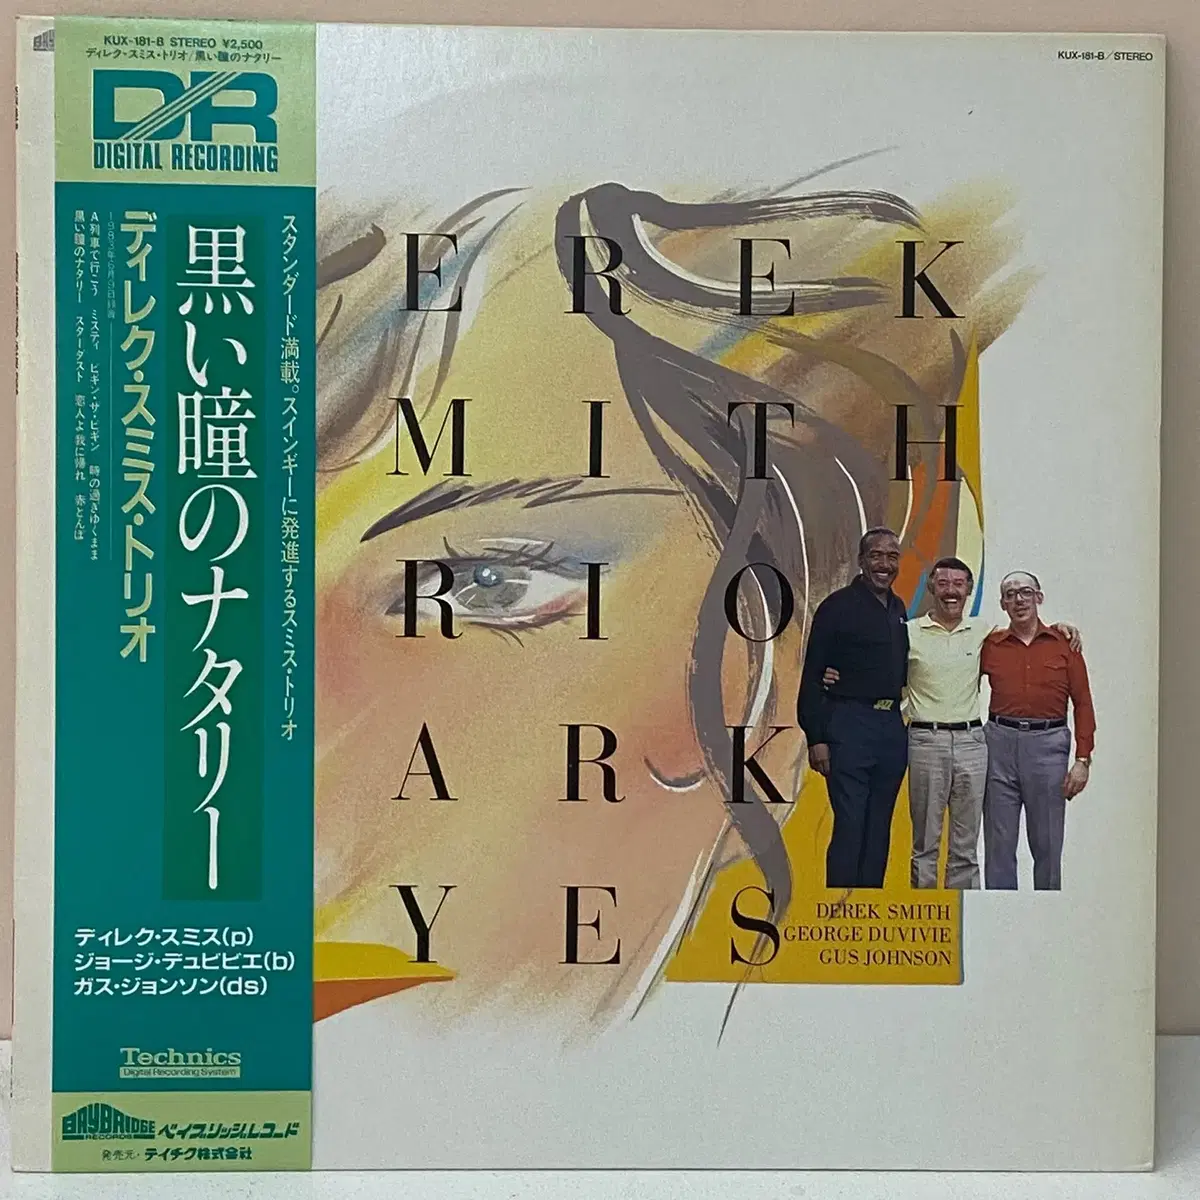 KUX-181-B STEREO ¥2,500
ディレク・スミス・トリオ/黒い瞳のナタリー
DR
DIGITAL RECORDING
スタンダード満載。スインギーに発進するスミス・トリオ
黒い瞳のナタリー
ディレク・スミス・トリオ
A列車で行こう ミスティ ビギン・ザ・ビギン 時の過ぎゆくまま
黒い瞳のナタリー スターダスト 恋人よ我に帰れ 赤とんぼ
ディレク・スミス(p)
ジョージ・デュビビエ(b)
ガス・ジョンソン(ds)
Technics
Digital Recording System
BAYBRIDGE
RECORDS
ベイブリッジ・レコード
発売元・テイチク株式会社
KUX-181-B/STEREO
EREK
MITH
RIO
ARK
YES
DEREK SMITH
GEORGE DUVIVIE
GUS JOHNSON